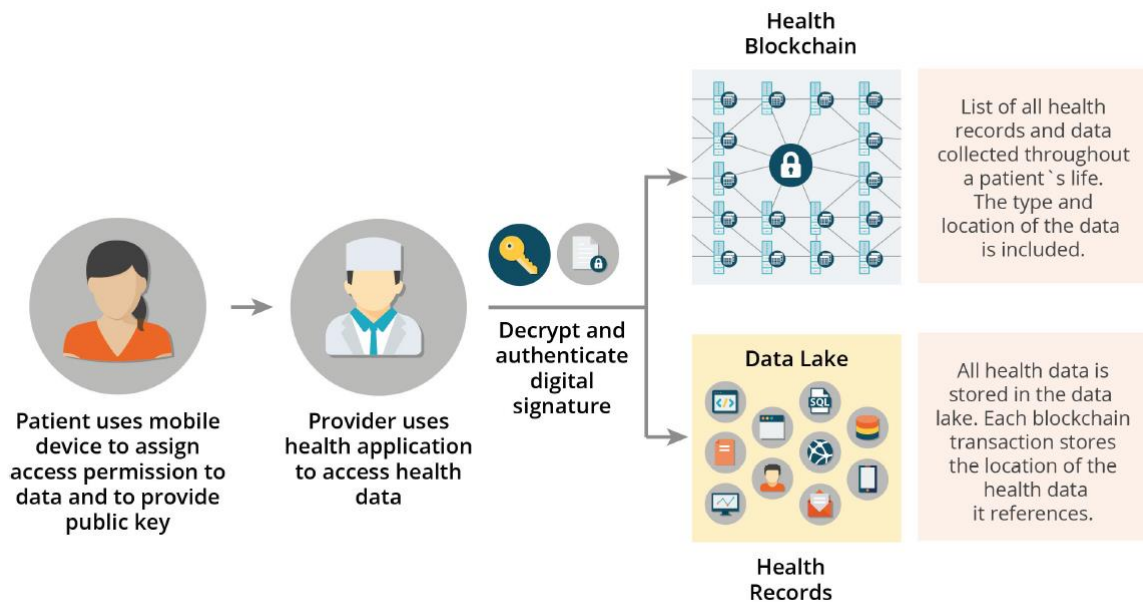 Patient uses mobile
device to assign
access permission to
data and to provide
public key
Provider uses
health application
to access health
data
Decrypt and
authenticate
digital
signature
Health
Blockchain
List of all health
records and data
collected throughout
a patient`s life.
The type and
location of the data
is included.
Data Lake
SQL
Health
Records
All health data is
stored in the data
lake. Each blockchain
transaction stores
the location of the
health data
it references.